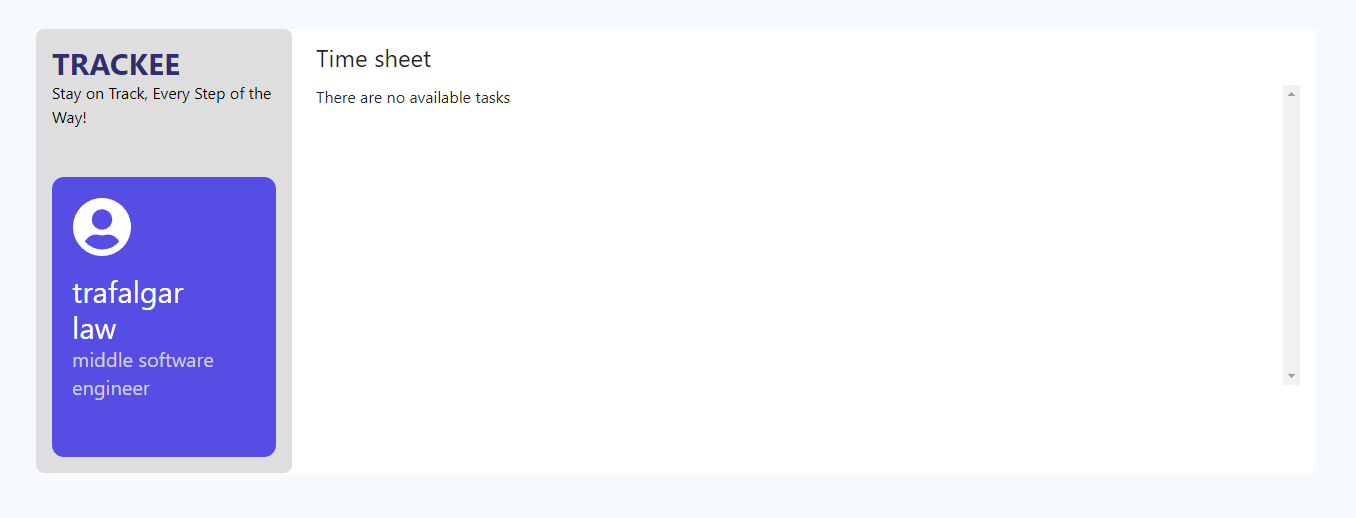 TRACKEE
Stay on Track, Every Step of the
Way!
trafalgar
law
middle software
engineer
Time sheet
There are no available tasks